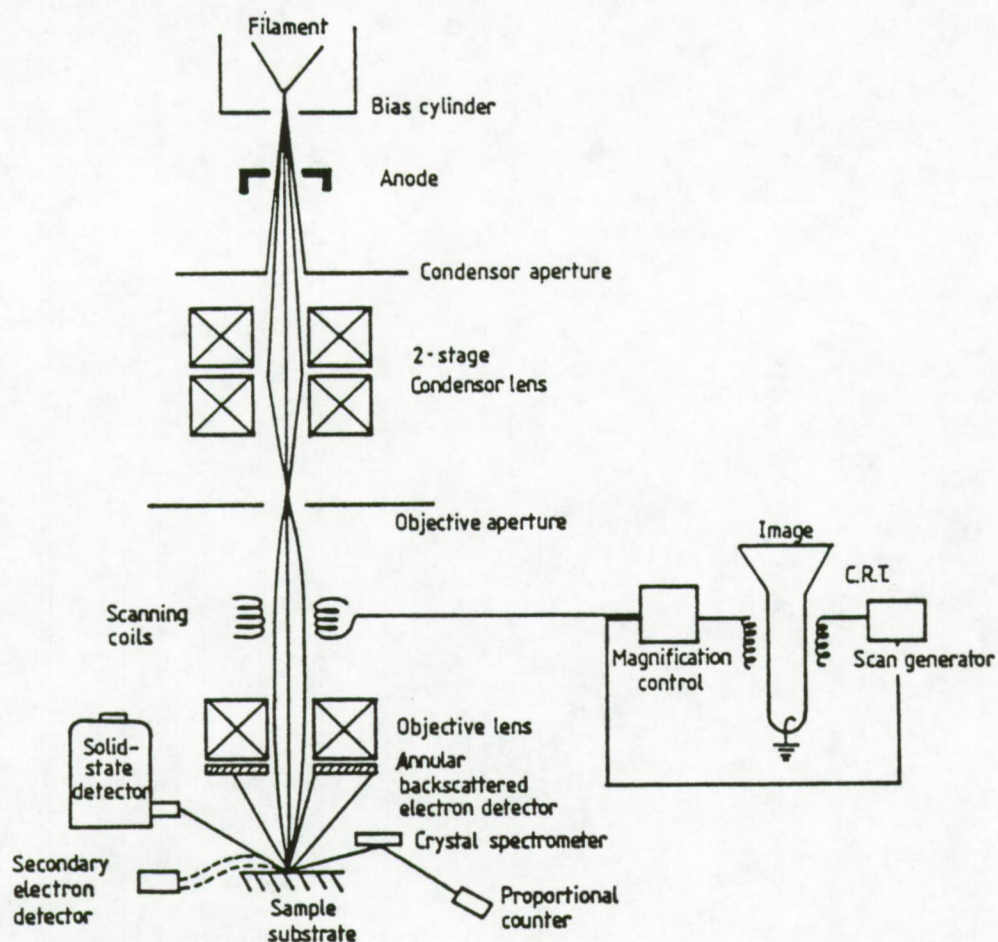 Filament
Bias cylinder
Anode
Condensor aperture
2-stage
Condensor lens
Objective aperture
Image
C.R.T.
Scanning
coils
Magnification
control
Scan generator
Objective lens
Solid-
state
detector
Annular
backscattered
electron detector
Crystal spectrometer
Secondary
electron
detector
Sample
substrate
Proportional
counter